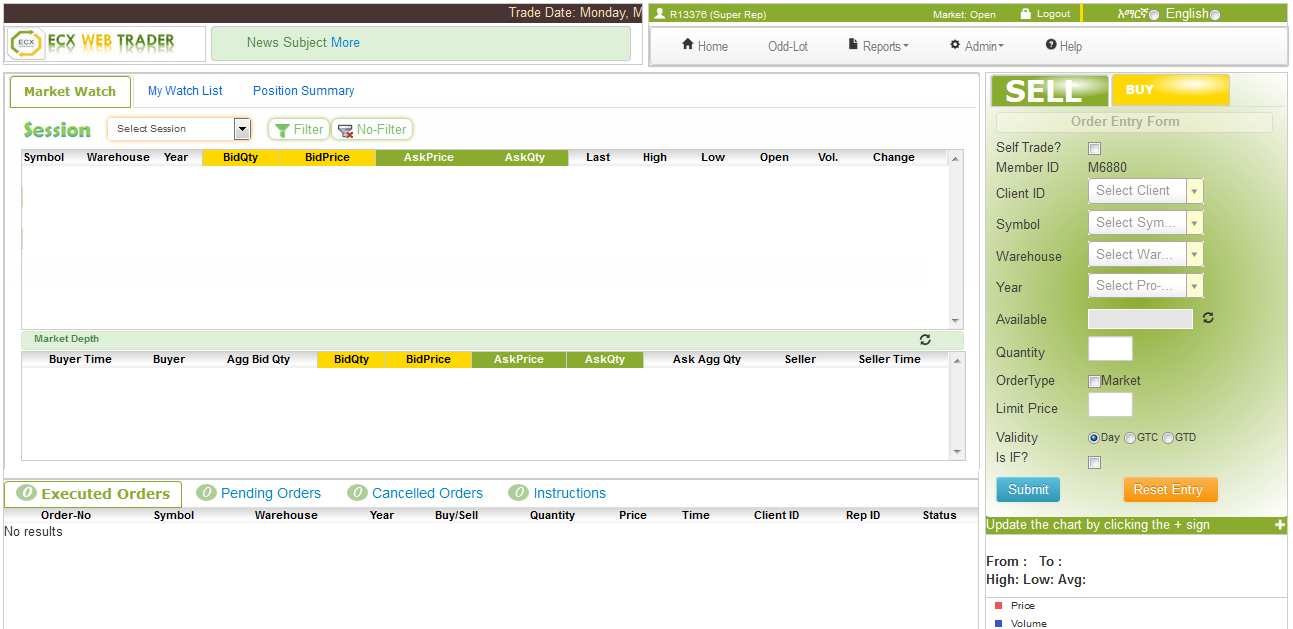 Trade Date: Monday, M
R13376 (Super Rep) Market: Open Logout አማርኛ English
ECX ECX WEB TRADER
News Subject More
Home Odd-Lot Reports Admin Help
Market Watch My Watch List Position Summary
Session Select Session Filter No-Filter
Symbol Warehouse Year BidQty BidPrice AskPrice AskQty Last High Low Open Vol. Change
Market Depth
Buyer Time Buyer Agg Bid Qty BidQty BidPrice AskPrice AskQty Ask Agg Qty Seller Seller Time
0 Executed Orders 0 Pending Orders 0 Cancelled Orders 0 Instructions
Order-No Symbol Warehouse Year Buy/Sell Quantity Price Time Client ID Rep ID Status
No results
SELL BUY
Order Entry Form
Self Trade?
Member ID M6880
Client ID Select Client
Symbol Select Sym...
Warehouse Select War...
Year Select Pro-...
Available
Quantity
OrderType Market
Limit Price
Validity Day GTC GTD
Is IF?
Submit Reset Entry
Update the chart by clicking the + sign +
From : To :
High: Low: Avg:
Price
Volume